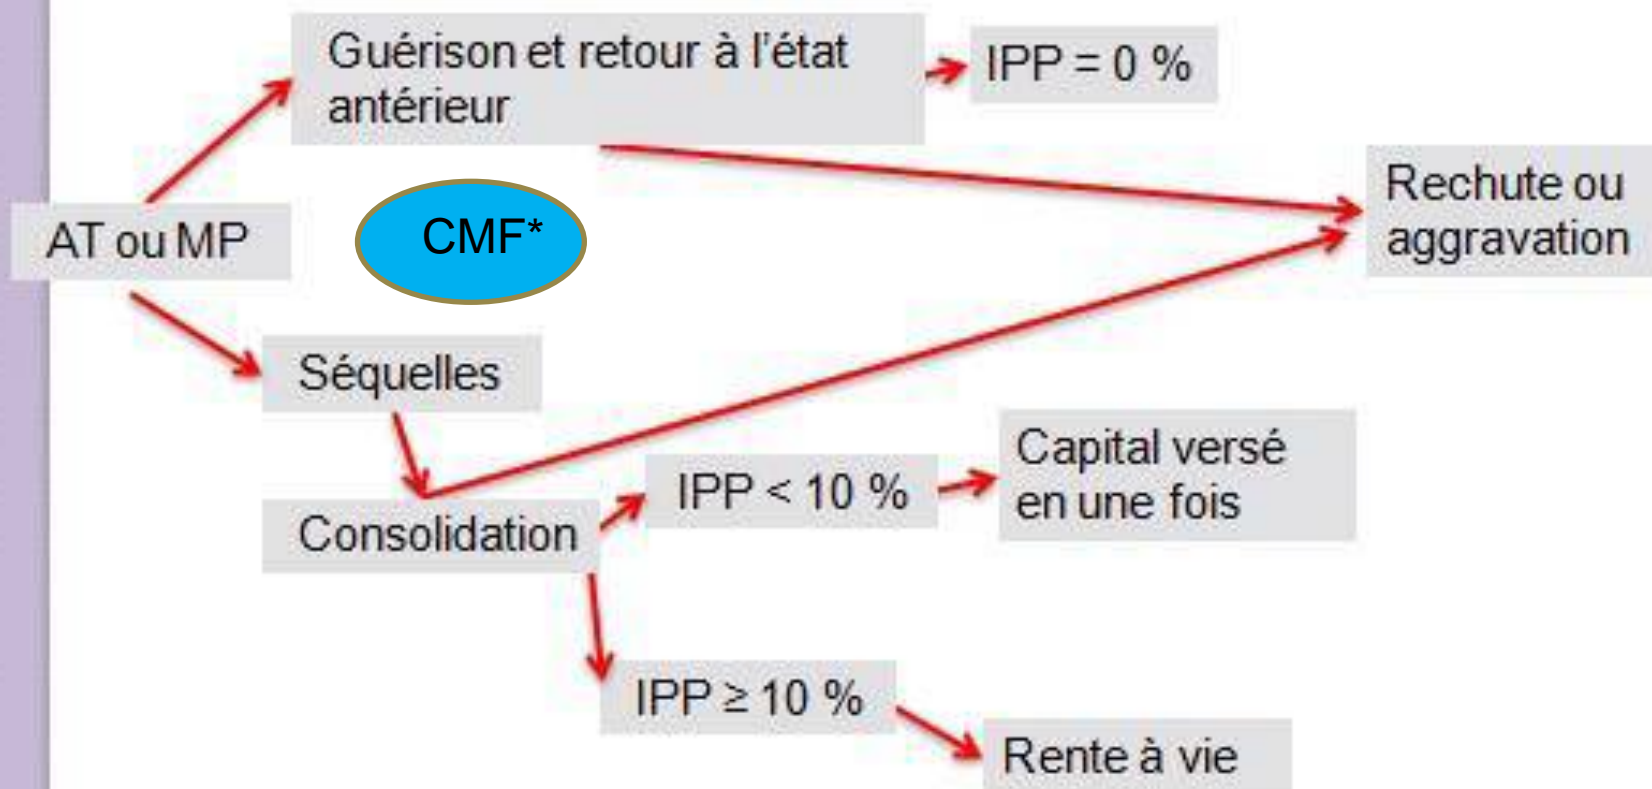 Guérison et retour à l'état
antérieur
IPP = 0 %
AT ou MP
CMF*
Rechute ou
aggravation
Séquelles
Consolidation
IPP < 10 %
Capital versé
en une fois
IPP ≥ 10 %
Rente à vie